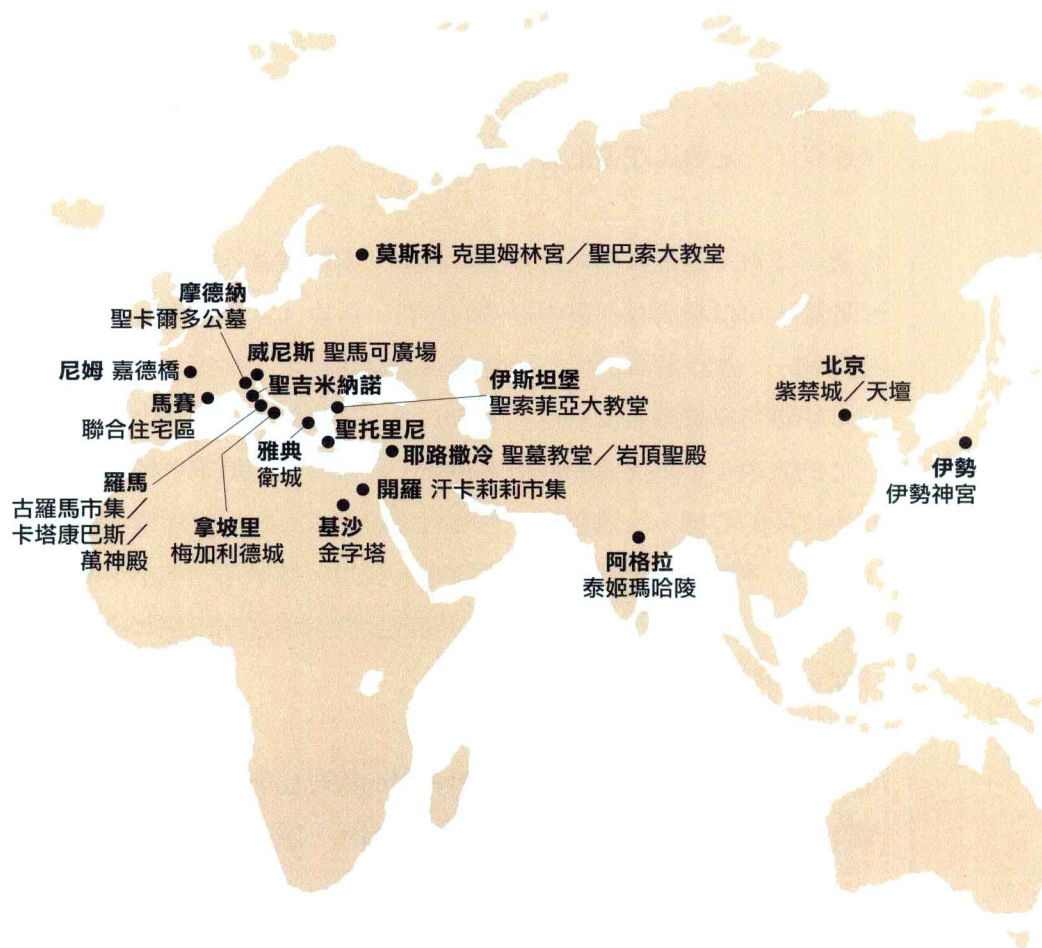 莫斯科 克里姆林宮／聖巴索大教堂
摩德納
聖卡爾多公墓
威尼斯 聖馬可廣場
尼姆 嘉德橋
聖吉米納諾
馬賽
聯合住宅區
伊斯坦堡
聖索菲亞大教堂
北京
紫禁城／天壇
聖托里尼
雅典
衛城
耶路撒冷 聖墓教堂／岩頂聖殿
伊勢
伊勢神宮
羅馬
古羅馬市集／
卡塔康巴斯／
萬神殿
開羅 汗卡莉莉市集
拿坡里
梅加利德城
基沙
金字塔
阿格拉
泰姬瑪哈陵